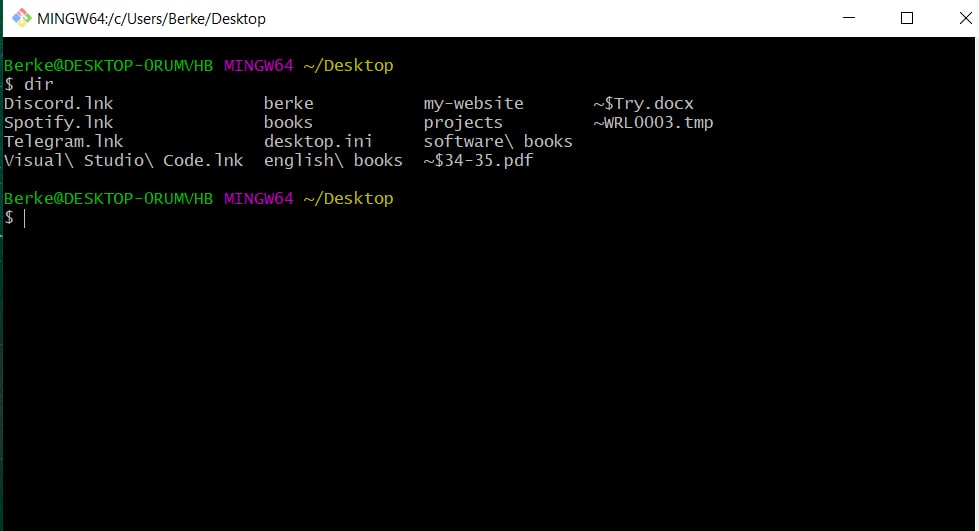 MINGW64:/c/Users/Berke/Desktop
Berke@DESKTOP-0RUMVHB MINGW64 ~/Desktop
$ dir
Discord.lnk berke my-website ~$Try.docx
Spotify.lnk books projects ~WRL0003.tmp
Telegram.lnk desktop.ini software\ books
Visual\ Studio\ Code.lnk english\ books ~$34-35.pdf
Berke@DESKTOP-0RUMVHB MINGW64 ~/Desktop
$